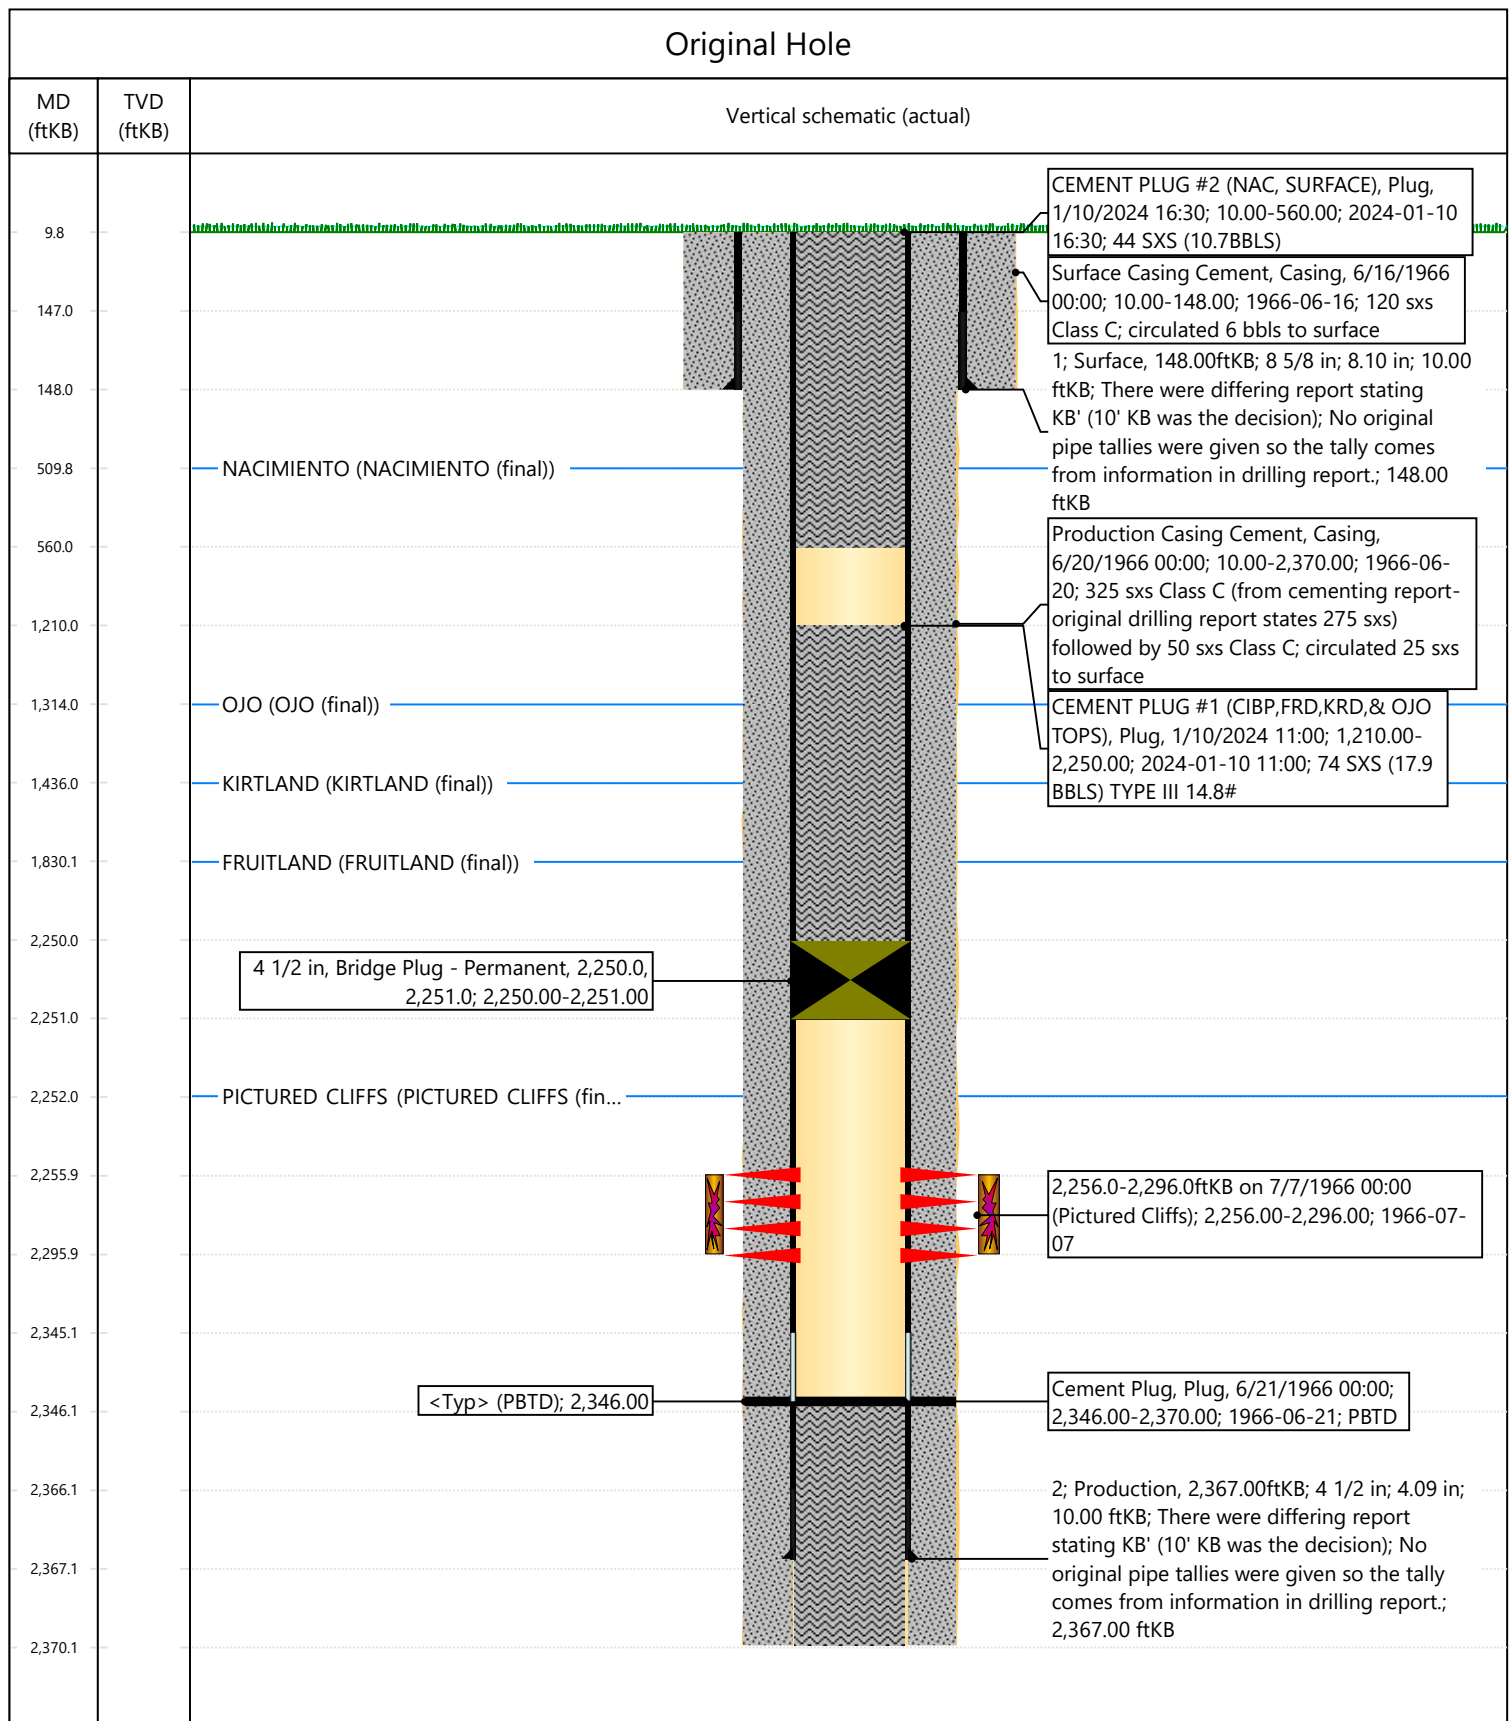 Original Hole
MD
(ftKB)
TVD
(ftKB)
Vertical schematic (actual)
CEMENT PLUG #2 (NAC, SURFACE), Plug,
1/10/2024 16:30; 10.00-560.00; 2024-01-10
16:30; 44 SXS (10.7BBLS)
9.8
Surface Casing Cement, Casing, 6/16/1966
00:00; 10.00-148.00; 1966-06-16; 120 sxs
Class C; circulated 6 bbls to surface
147.0
1; Surface, 148.00ftKB; 8 5/8 in; 8.10 in; 10.00
ftKB; There were differing report stating
KB' (10' KB was the decision); No original
pipe tallies were given so the tally comes
from information in drilling report.; 148.00
ftKB
148.0
509.8
NACIMIENTO (NACIMIENTO (final))
560.0
Production Casing Cement, Casing,
6/20/1966 00:00; 10.00-2,370.00; 1966-06-
20; 325 sxs Class C (from cementing report-
original drilling report states 275 sxs)
followed by 50 sxs Class C; circulated 25 sxs
to surface
1,210.0
1,314.0
OJO (OJO (final))
CEMENT PLUG #1 (CIBP,FRD,KRD,& OJO
TOPS), Plug, 1/10/2024 11:00; 1,210.00-
2,250.00; 2024-01-10 11:00; 74 SXS (17.9
BBLS) TYPE III 14.8#
1,436.0
KIRTLAND (KIRTLAND (final))
1,830.1
FRUITLAND (FRUITLAND (final))
2,250.0
4 1/2 in, Bridge Plug - Permanent, 2,250.0,
2,251.0; 2,250.00-2,251.00
2,251.0
2,252.0
PICTURED CLIFFS (PICTURED CLIFFS (fin...
2,255.9
2,256.0-2,296.0ftKB on 7/7/1966 00:00
(Pictured Cliffs); 2,256.00-2,296.00; 1966-07-
07
2,295.9
2,345.1
<Typ> (PBTD); 2,346.00
Cement Plug, Plug, 6/21/1966 00:00;
2,346.00-2,370.00; 1966-06-21; PBTD
2,346.1
2,366.1
2; Production, 2,367.00ftKB; 4 1/2 in; 4.09 in;
10.00 ftKB; There were differing report
stating KB' (10' KB was the decision); No
original pipe tallies were given so the tally
comes from information in drilling report.;
2,367.00 ftKB
2,367.1
2,370.1